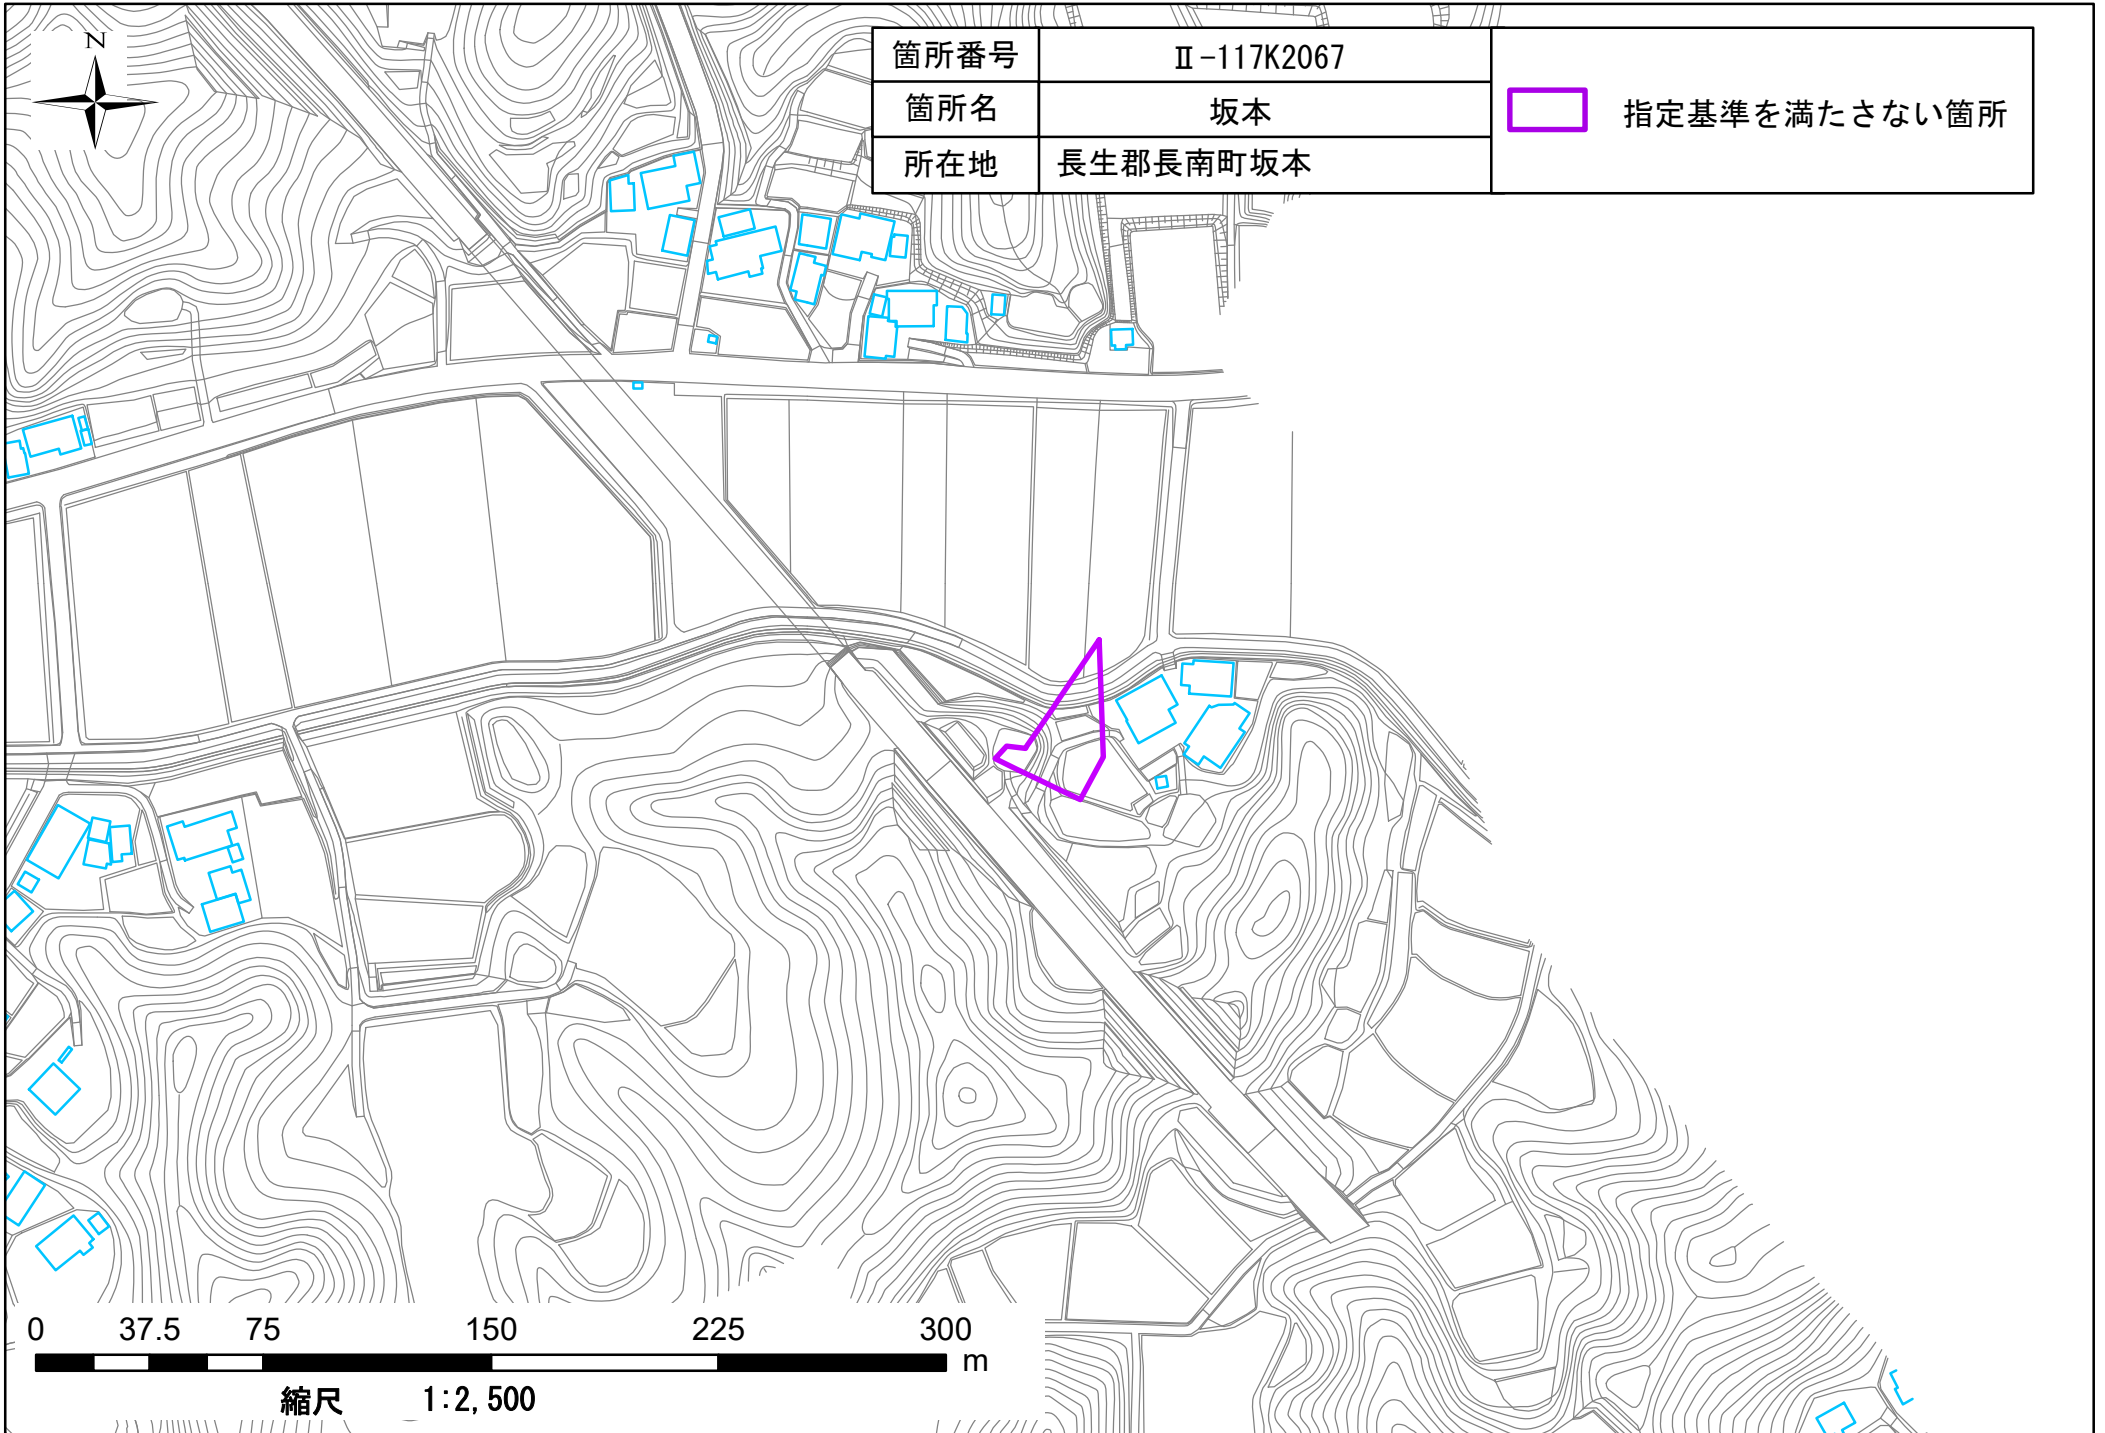 N
箇所番号 Ⅱ-117K2067
箇所名 坂本
所在地 長生郡長南町坂本
指定基準を満たさない箇所
0 37.5 75 150 225 300
m
縮尺 1:2,500